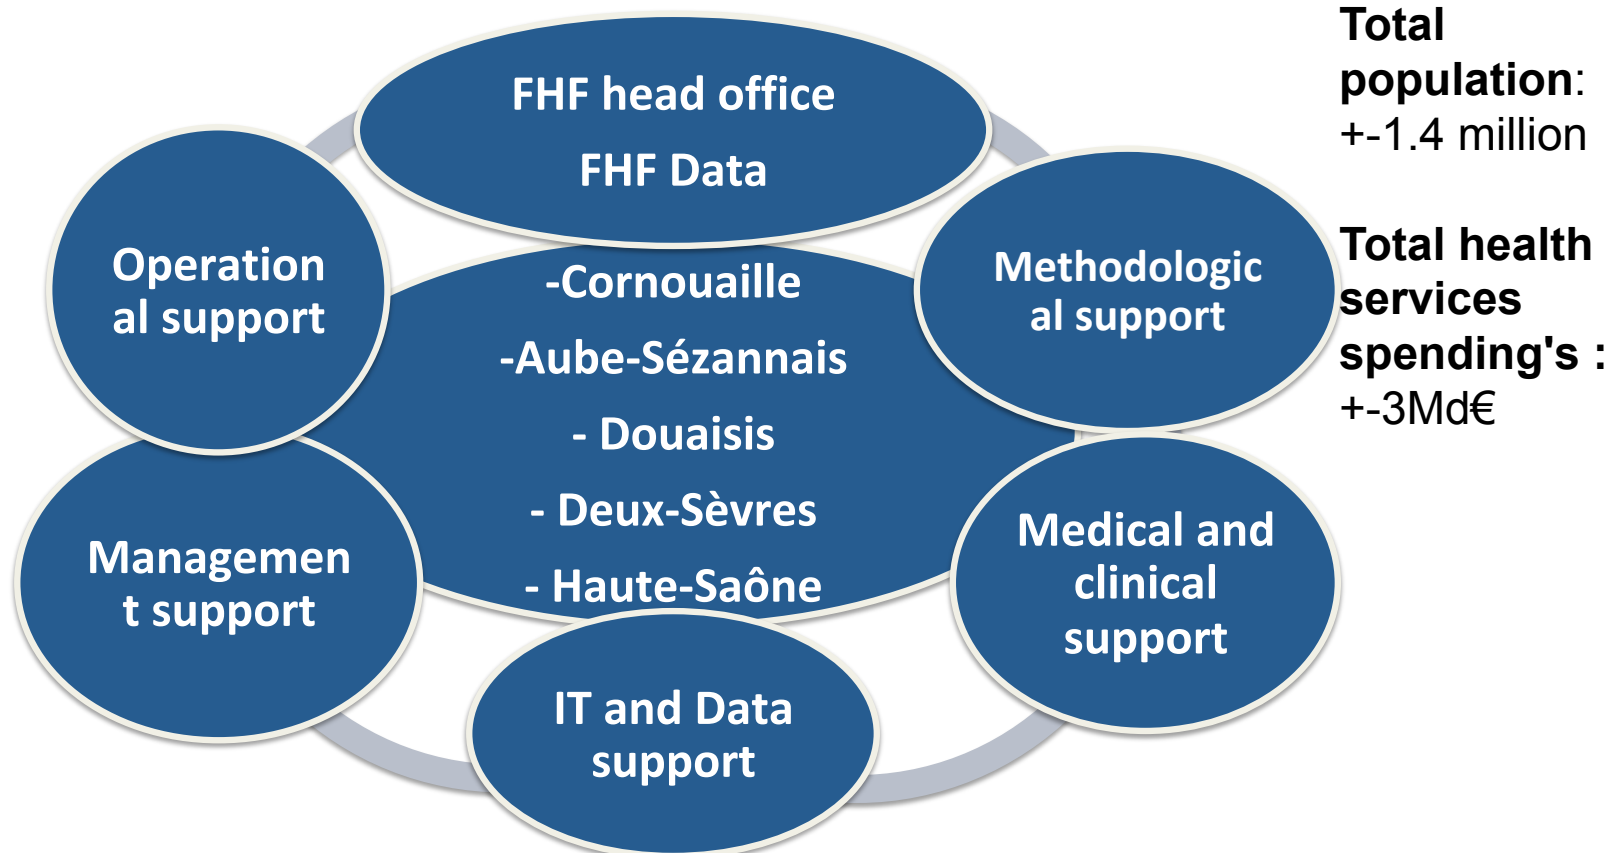 FHF head office
FHF Data
Operation
al support
-Cornouaille
-Aube-Sézannais
- Douaisis
- Deux-Sèvres
- Haute-Saône
Methodologic
al support
Managemen
t support
Medical and
clinical
support
IT and Data
support
Total
population:
+-1.4 million
Total health
services
spending's :
+-3Md€